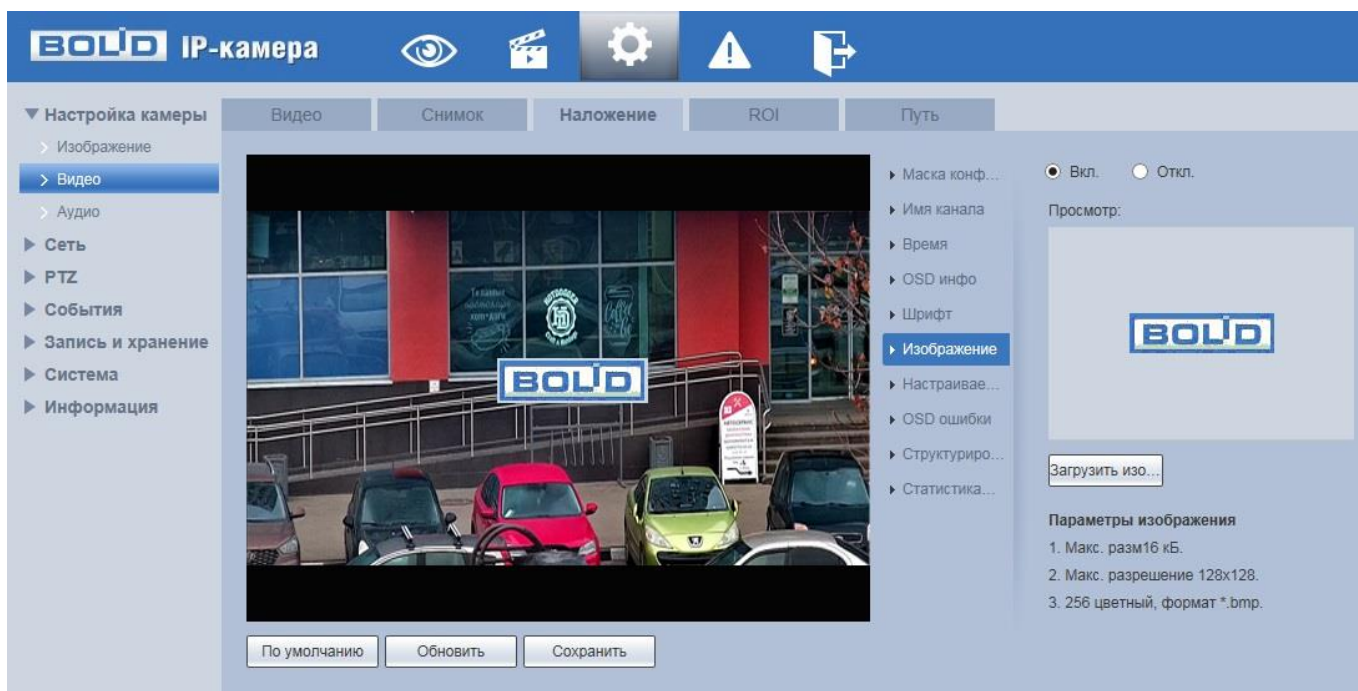 BOLID IP-камера
Настройка камеры
Изображение
Видео
Аудио
Сеть
PTZ
События
Запись и хранение
Система
Информация
Видео
Снимок
Наложение
ROI
Путь
BOLID
Маска конф...
Имя канала
Время
OSD инфо
Шрифт
Изображение
Настраивае...
OSD ошибки
Структуриро...
Статистика...
Вкл.
Откл.
Просмотр:
BOLID
Загрузить изо...
Параметры изображения
1. Макс. разм16 кБ.
2. Макс. разрешение 128x128.
3. 256 цветный, формат *.bmp.
По умолчанию
Обновить
Сохранить